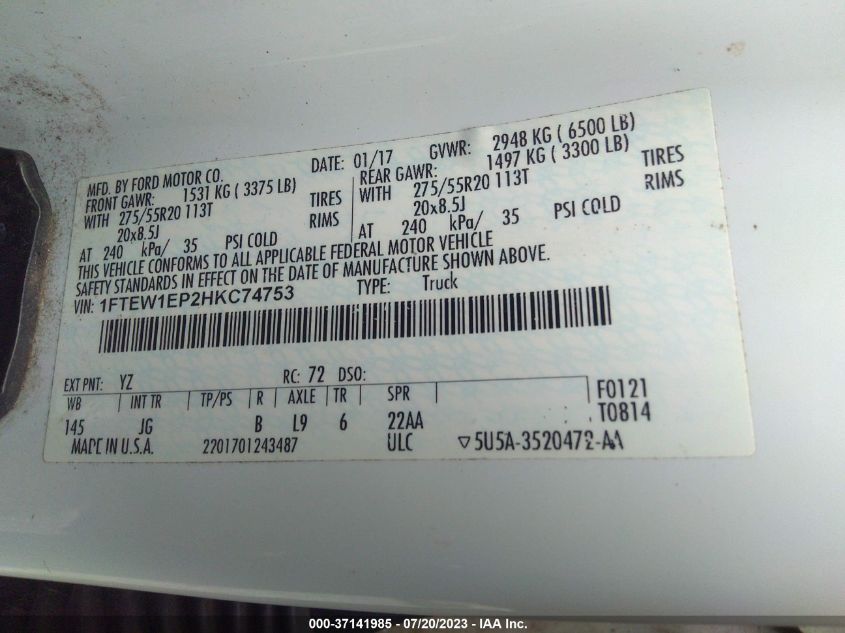 MFD. BY FORD MOTOR CO. DATE: 01/17 GVWR: 2948 KG ( 6500 LB)
FRONT GAWR: 1531 KG ( 3375 LB) REAR GAWR: 1497 KG ( 3300 LB)
WITH 275/55R20 113T TIRES WITH 275/55R20 113T TIRES
20x8.5J RIMS 20x8.5J RIMS
AT 240 kPa/ 35 PSI COLD AT 240 kPa/ 35 PSI COLD
THIS VEHICLE CONFORMS TO ALL APPLICABLE FEDERAL MOTOR VEHICLE
SAFETY STANDARDS IN EFFECT ON THE DATE OF MANUFACTURE SHOWN ABOVE.
VIN: 1FTEW1EP2HKC74753 TYPE: Truck
EXT PNT: YZ RC: 72 DSO:
WB INT TR TP/PS R AXLE TR SPR F0121
145 JG B L9 6 22AA T0814
MADE IN U.S.A. 2201701243487 ULC ▽5U5A-3520472-AA
000-37141985 / 07/20/2023 - IAA Inc.